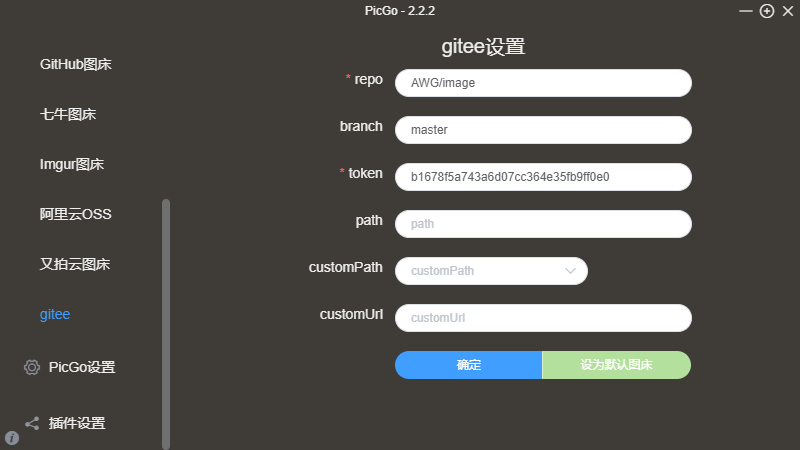 PicGo - 2.2.2
GitHub图床
七牛图床
Imgur图床
阿里云OSS
又拍云图床
gitee
PicGo设置
插件设置
gitee设置
* repo
AWG/image
branch
master
* token
b1678f5a743a6d07cc364e35fb9ff0e0
path
path
customPath
customPath
customUrl
customUrl
确定
设为默认图床